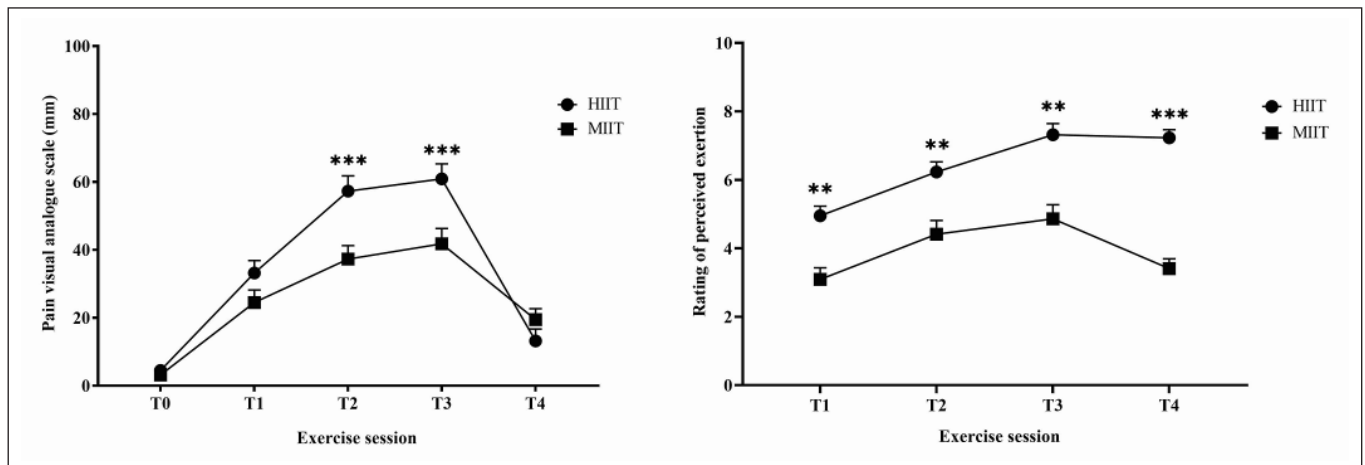 100
80
60
40
20
0
Pain visual analogue scale (mm)
***
***
HIIT
MIIT
T0 T1 T2 T3 T4
Exercise session
10
8
6
4
2
0
Rating of perceived exertion
**
**
**
***
HIIT
MIIT
T1 T2 T3 T4
Exercise session